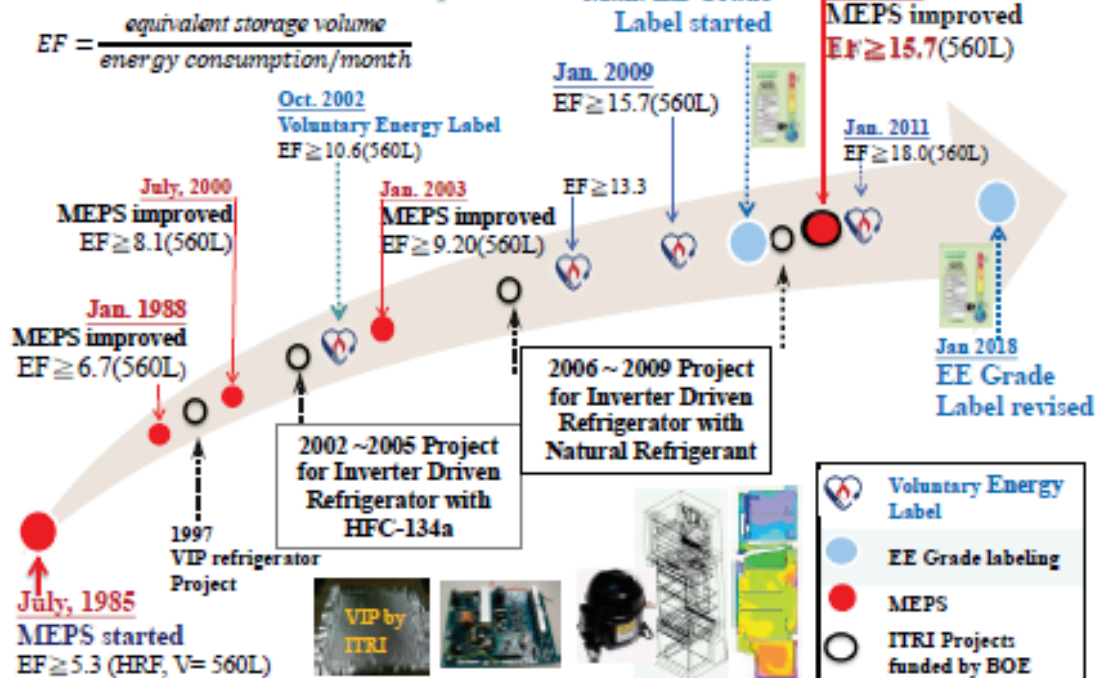 Label started
MEPS improved
EF≧15.7(560L)
EF = equivalent storage volume
energy consumption/month
Jan. 2009
EF≧15.7(560L)
Oct. 2002
Voluntary Energy Label
EF≧10.6(560L)
Jan. 2011
EF≧18.0(560L)
July, 2000
MEPS improved
EF≧8.1(560L)
Jan. 2003
MEPS improved
EF≧9.20(560L)
EF≧13.3
Jan. 1988
MEPS improved
EF≧6.7(560L)
Jan 2018
EE Grade
Label revised
2006 ~ 2009 Project
for Inverter Driven
Refrigerator with
Natural Refrigerant
2002 ~2005 Project
for Inverter Driven
Refrigerator with
HFC-134a
1997
VIP refrigerator
Project
July, 1985
MEPS started
EF≧5.3 (HRF, V= 560L)
VIP by
ITRI
Voluntary Energy
Label
EE Grade labeling
MEPS
ITRI Projects
funded by BOE